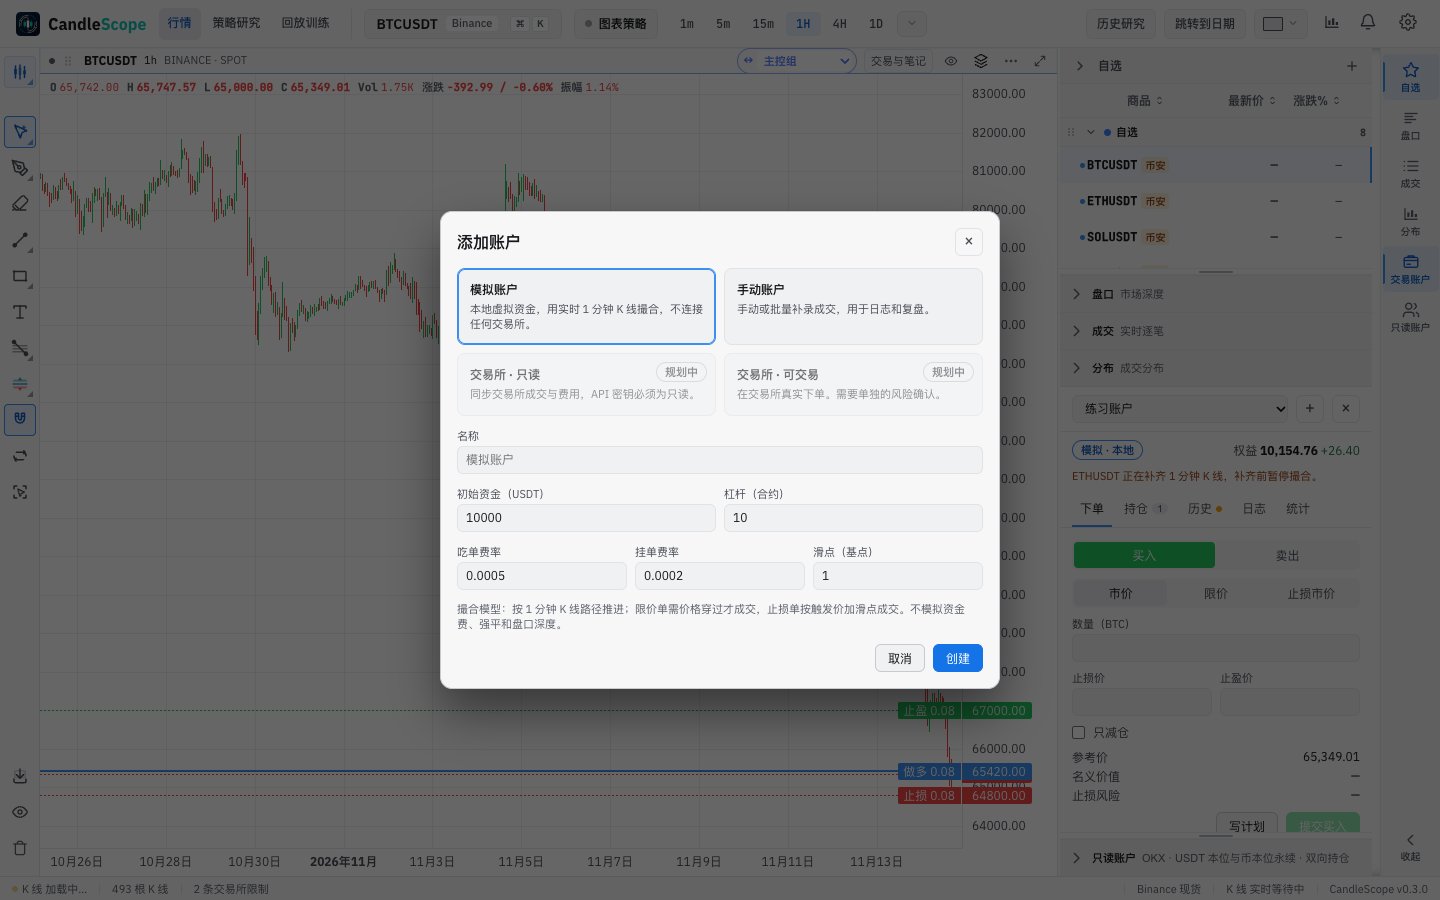 CandleScope
行情
策略研究
回放训练
BTCUSDT Binance ⌘ K
图表策略
1m 5m 15m 1H 4H 1D
历史研究
跳转到日期
BTCUSDT 1h BINANCE · SPOT
主控组
交易与笔记
O 65,742.00 H 65,747.57 L 65,000.00 C 65,349.01 Vol 1.75K 涨跌 -392.99 / -0.60% 振幅 1.14%
83000.00
82000.00
81000.00
80000.00
添加账户
×
模拟账户
本地虚拟资金，用实时 1 分钟 K 线撮合，不连接
任何交易所。
手动账户
手动或批量补录成交，用于日志和复盘。
交易所 · 只读
规划中
同步交易所成交与费用，API 密钥必须为只读。
交易所 · 可交易
规划中
在交易所真实下单。需要单独的风险确认。
名称
模拟账户
初始资金（USDT）
杠杆（合约）
10000
10
吃单费率
挂单费率
滑点（基点）
0.0005
0.0002
1
撮合模型：按 1 分钟 K 线路径推进；限价单需价格穿过才成交，止损单按触发价加滑点成交。不模拟资金
费、强平和盘口深度。
取消
创建
止盈 0.08 67000.00
66000.00
做多 0.08 65420.00
止损 0.08 64800.00
64000.00
10月26日 10月28日 10月30日 2026年11月 11月3日 11月5日 11月7日 11月9日 11月11日 11月13日
自选
商品 最新价 涨跌%
自选 8
BTCUSDT 币安 — —
ETHUSDT 币安 — —
SOLUSDT 币安 — —
盘口 市场深度
成交 实时逐笔
分布 成交分布
练习账户
模拟 · 本地
权益 10,154.76 +26.40
ETHUSDT 正在补齐 1 分钟 K 线，补齐前暂停撮合。
下单 持仓 1 历史 日志 统计
买入 卖出
市价 限价 止损市价
数量（BTC）
止损价 止盈价
只减仓
参考价 65,349.01
名义价值 —
止损风险 —
写计划 提交买入
只读账户 OKX · USDT 本位与币本位永续 · 双向持仓
自选
盘口
成交
分布
交易账户
只读账户
收起
K 线 加载中... 493 根 K 线 2 条交易所限制
Binance 现货 K 线 实时等待中 CandleScope v0.3.0